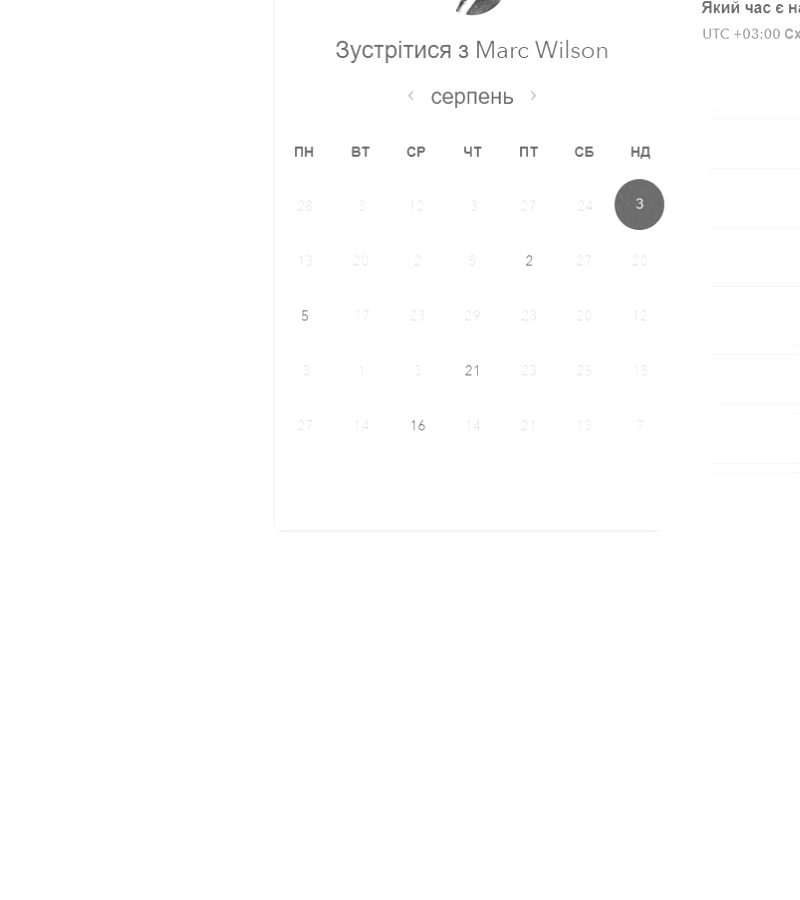 Який час є
UTC +03:00
Зустрітися з Marc Wilson
серпень
ПН ВТ СР ЧТ ПТ СБ НД
28 3 12 3 27 24 3
13 20 2 5 2 27 20
5 17 23 29 23 20 12
3 1 3 21 23 25 15
27 14 16 14 21 13 7